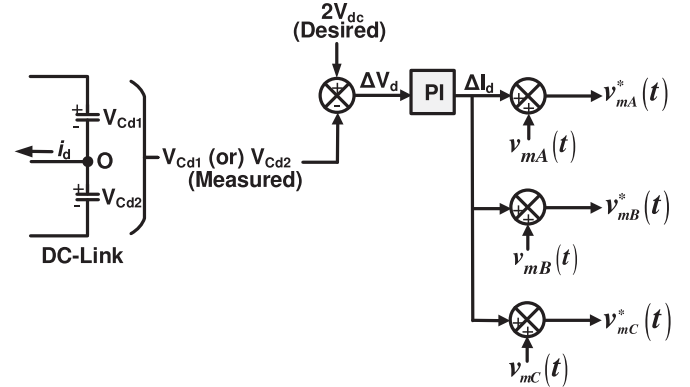 2V_dc
(Desired)
+
-
ΔV_d
PI
ΔI_d
+
+
v*_mA(t)
v_mA(t)
+
-
V_Cd1
i_d
O
V_Cd1 (or) V_Cd2
(Measured)
+
-
V_Cd2
DC-Link
+
+
v*_mB(t)
v_mB(t)
+
+
v*_mC(t)
v_mC(t)